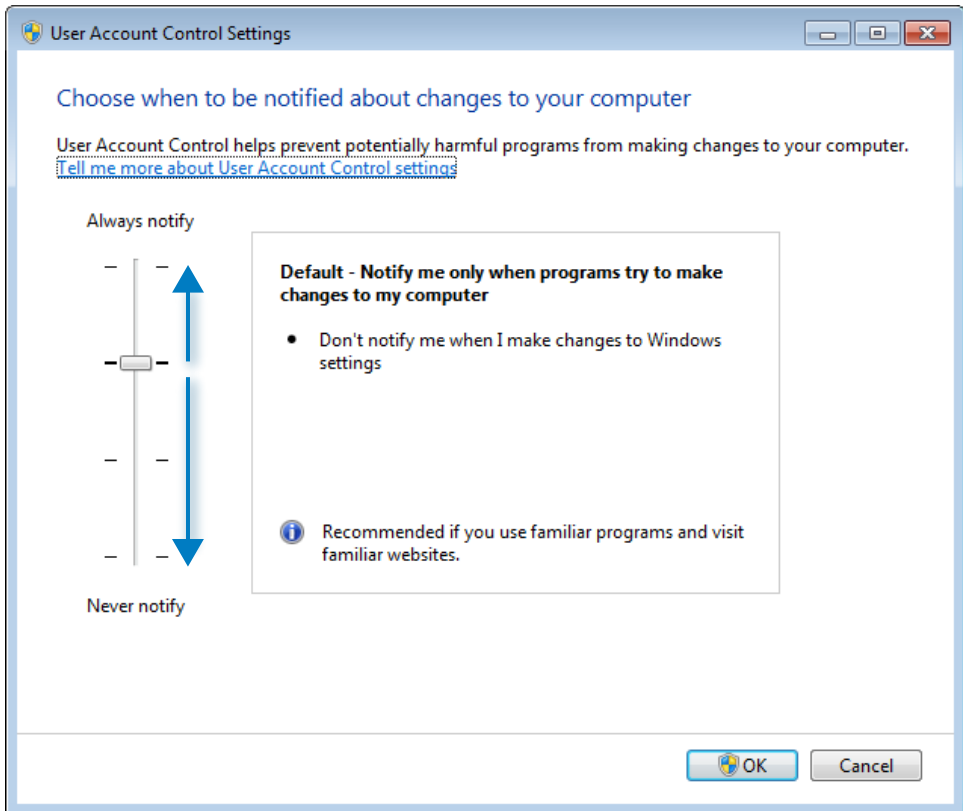 User Account Control Settings
Choose when to be notified about changes to your computer
User Account Control helps prevent potentially harmful programs from making changes to your computer.
Tell me more about User Account Control settings
Always notify
Default - Notify me only when programs try to make
changes to my computer
• Don't notify me when I make changes to Windows
settings
Recommended if you use familiar programs and visit
familiar websites.
Never notify
OK
Cancel